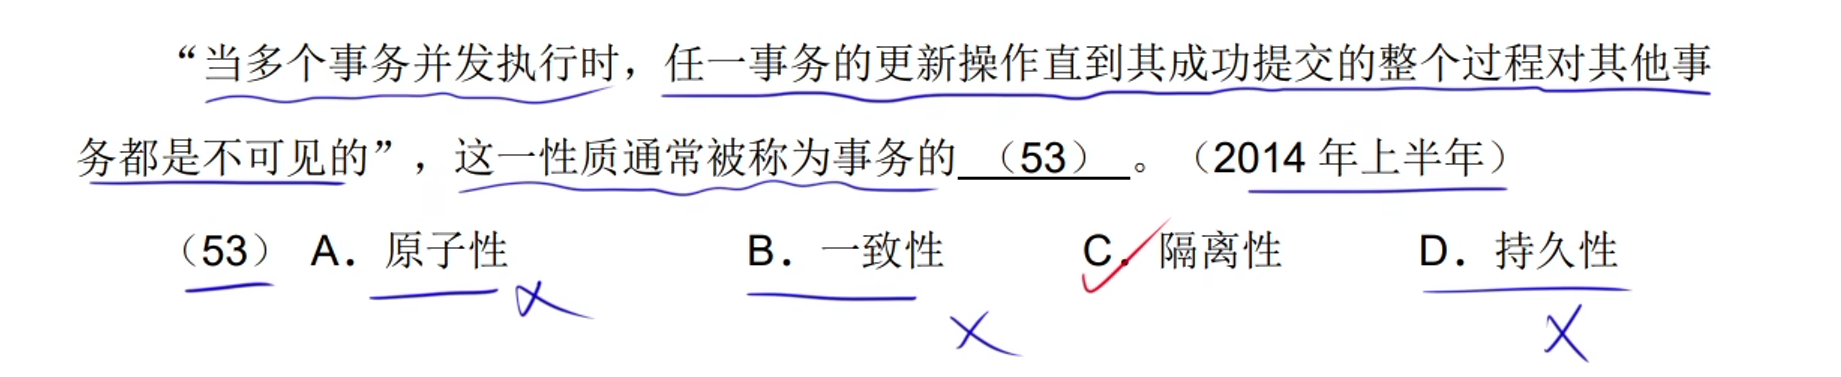 “当多个事务并发执行时，任一事务的更新操作直到其成功提交的整个过程对其他事
务都是不可见的”，这一性质通常被称为事务的 （53） 。（2014 年上半年）
（53） A．原子性 B．一致性 C．隔离性 D．持久性